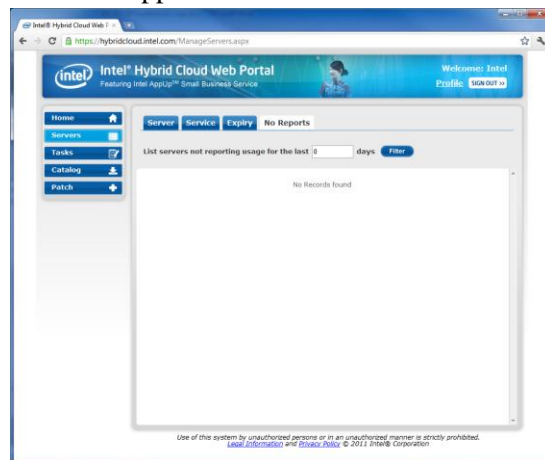 Intel® Hybrid Cloud Web P
https://hybridcloud.intel.com/ManageServers.aspx
intel
Intel® Hybrid Cloud Web Portal
Featuring Intel AppUp℠ Small Business Service
Welcome: Intel
Profile SIGN OUT >>
Home
Servers
Tasks
Catalog
Patch
Server Service Expiry No Reports
List servers not reporting usage for the last 0 days Filter
No Records found
Use of this system by unauthorized persons or in an unauthorized manner is strictly prohibited.
Legal Information and Privacy Policy © 2011 Intel® Corporation